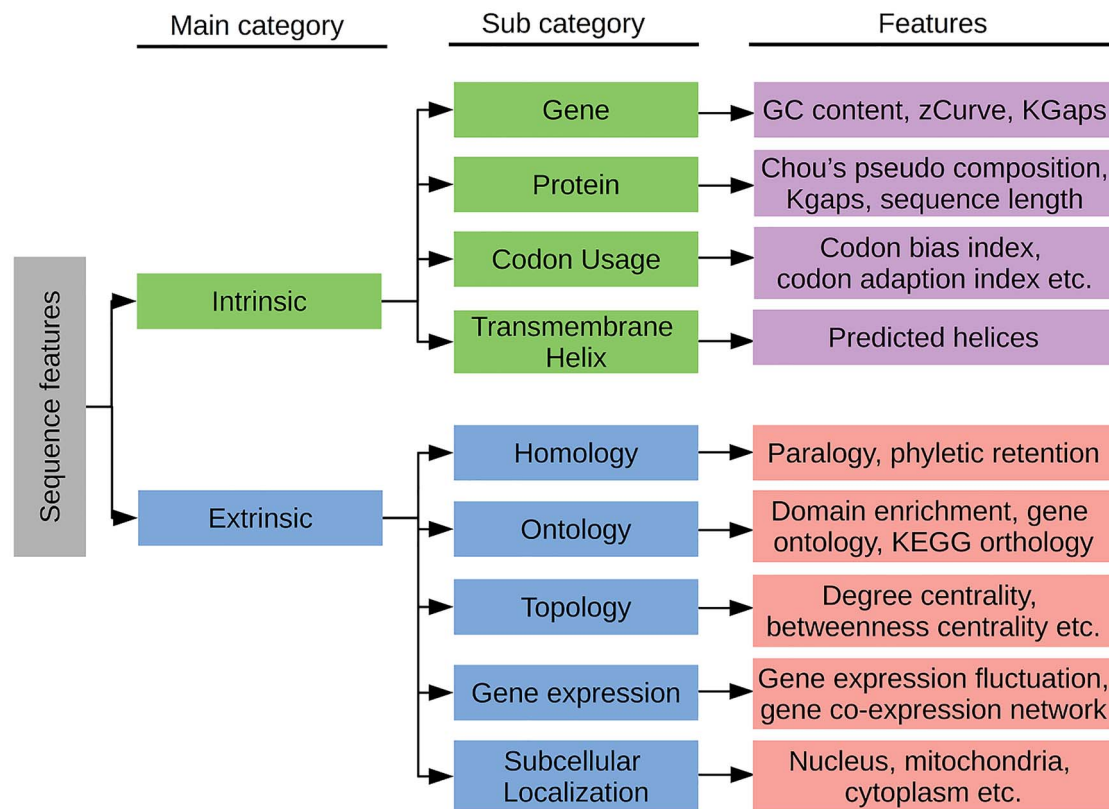 Main category
Sub category
Features
Sequence features
Intrinsic
Gene
GC content, zCurve, KGaps
Protein
Chou's pseudo composition,
Kgaps, sequence length
Codon Usage
Codon bias index,
codon adaption index etc.
Transmembrane
Helix
Predicted helices
Extrinsic
Homology
Paralogy, phyletic retention
Ontology
Domain enrichment, gene
ontology, KEGG orthology
Topology
Degree centrality,
betweenness centrality etc.
Gene expression
Gene expression fluctuation,
gene co-expression network
Subcellular
Localization
Nucleus, mitochondria,
cytoplasm etc.